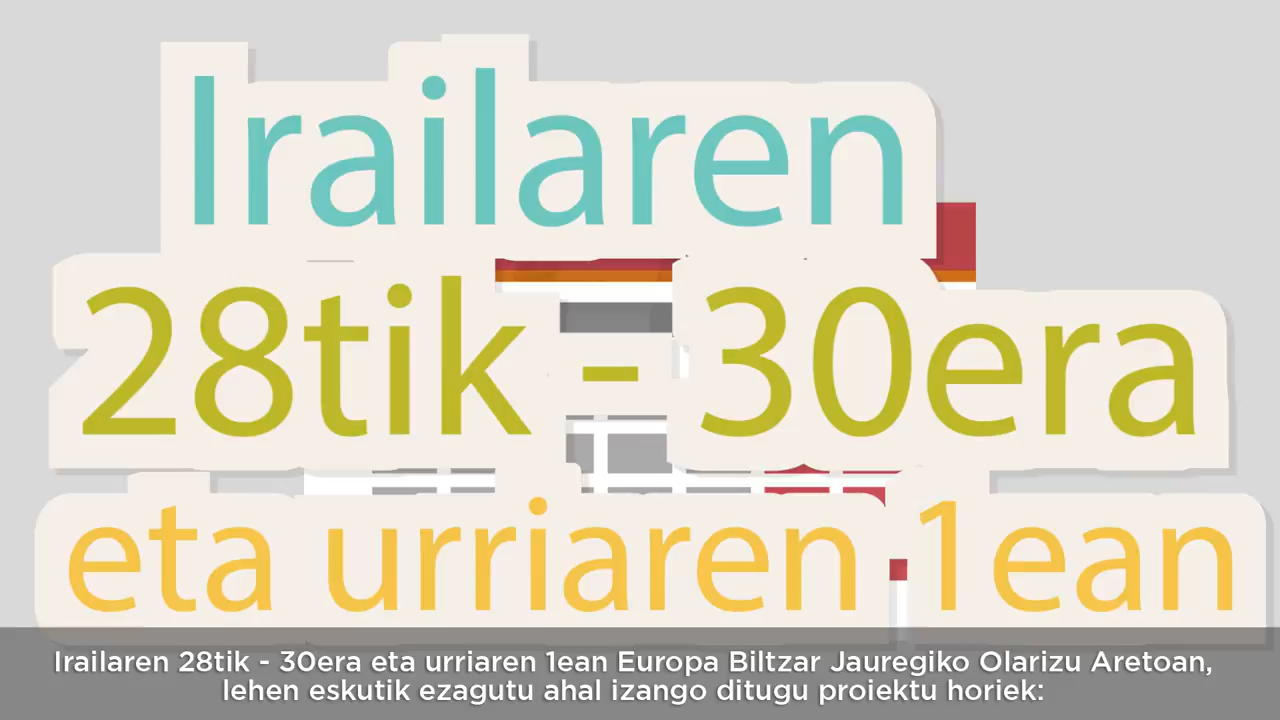 Irailaren
28tik - 30era
eta urriaren 1ean
Irailaren 28tik - 30era eta urriaren 1ean Europa Biltzar Jauregiko Olarizu Aretoan,
lehen eskutik ezagutu ahal izango ditugu proiektu horiek: